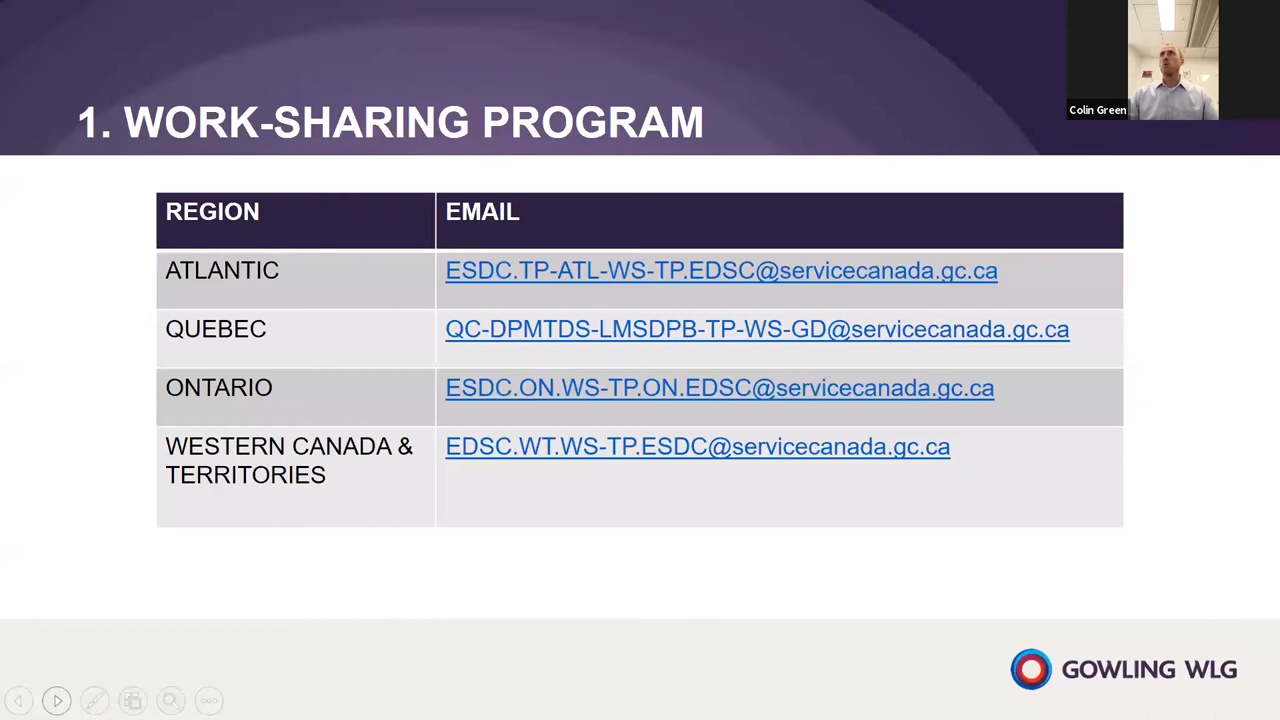 1. WORK-SHARING PROGRAM
Colin Green
REGION EMAIL
ATLANTIC ESDC.TP-ATL-WS-TP.EDSC@servicecanada.gc.ca
QUEBEC QC-DPMTDS-LMSDPB-TP-WS-GD@servicecanada.gc.ca
ONTARIO ESDC.ON.WS-TP.ON.EDSC@servicecanada.gc.ca
WESTERN CANADA & EDSC.WT.WS-TP.ESDC@servicecanada.gc.ca
TERRITORIES
GOWLING WLG